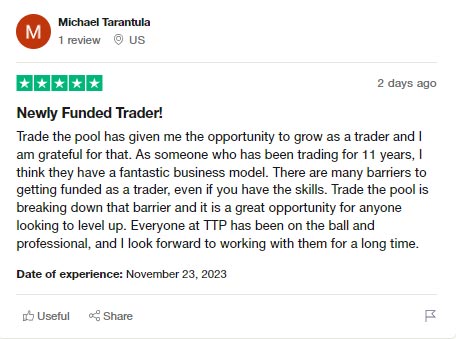 M
Michael Tarantula
1 review US
2 days ago
Newly Funded Trader!
Trade the pool has given me the opportunity to grow as a trader and I
am grateful for that. As someone who has been trading for 11 years, I
think they have a fantastic business model. There are many barriers to
getting funded as a trader, even if you have the skills. Trade the pool is
breaking down that barrier and it is a great opportunity for anyone
looking to level up. Everyone at TTP has been on the ball and
professional, and I look forward to working with them for a long time.
Date of experience: November 23, 2023
Useful Share